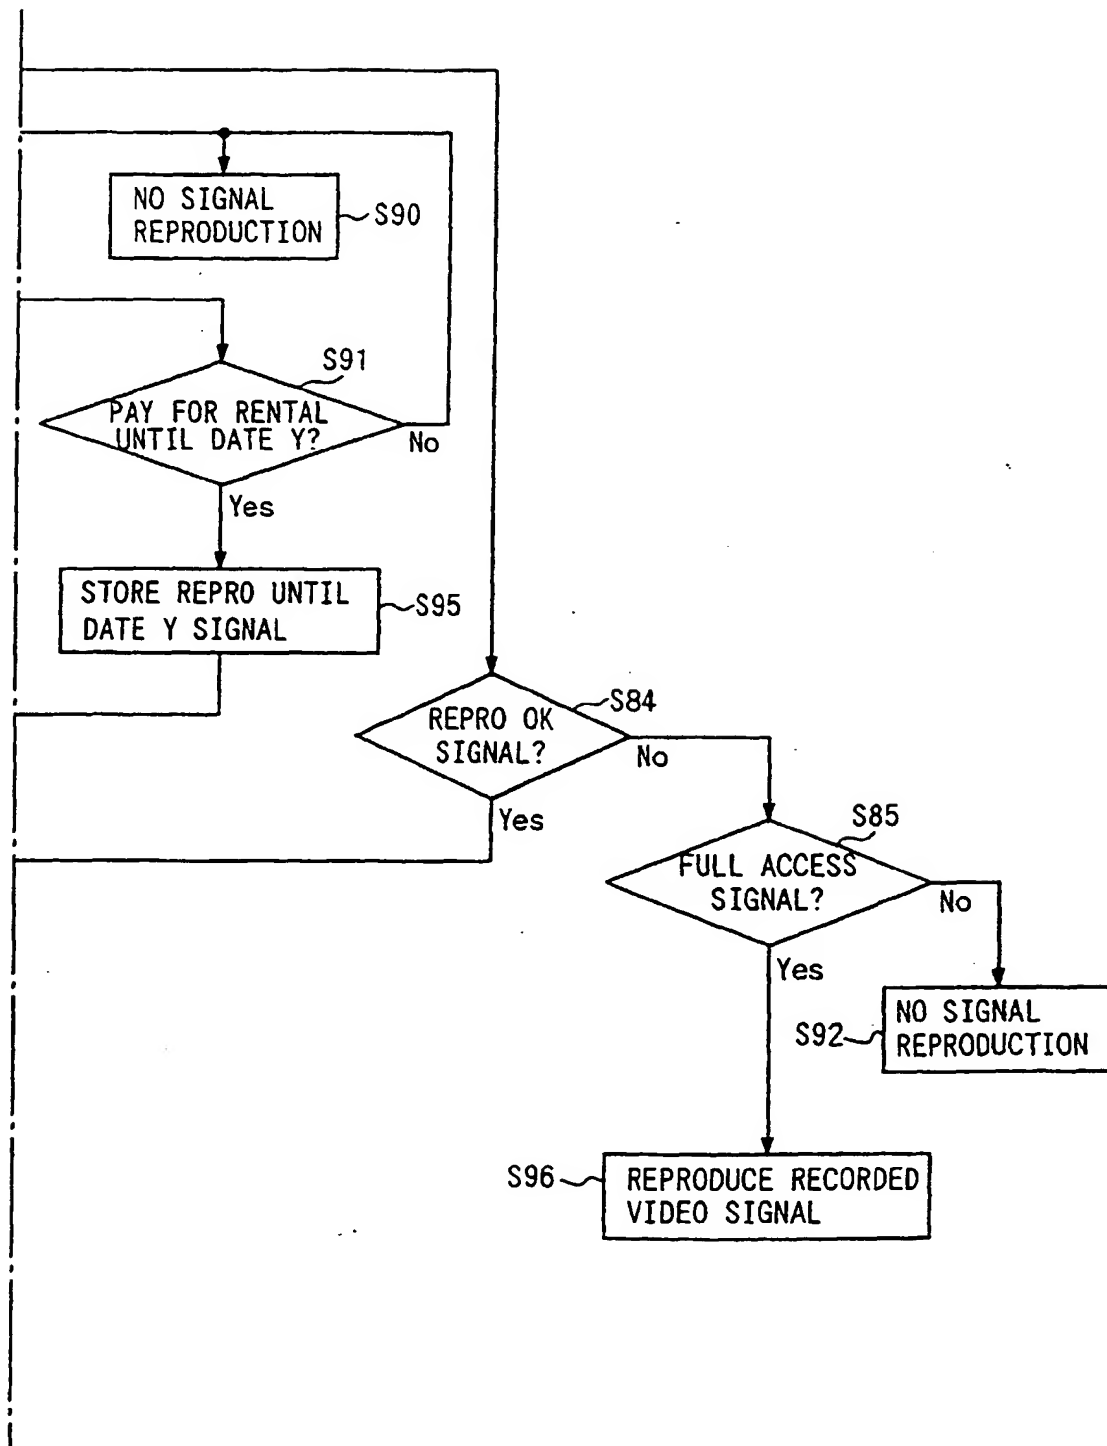 NO SIGNAL
REPRODUCTION
S90
S91
PAY FOR RENTAL
UNTIL DATE Y?
No
Yes
STORE REPRO UNTIL
DATE Y SIGNAL
S95
S84
REPRO OK
SIGNAL?
No
Yes
S85
FULL ACCESS
SIGNAL?
No
Yes
S92
NO SIGNAL
REPRODUCTION
S96
REPRODUCE RECORDED
VIDEO SIGNAL